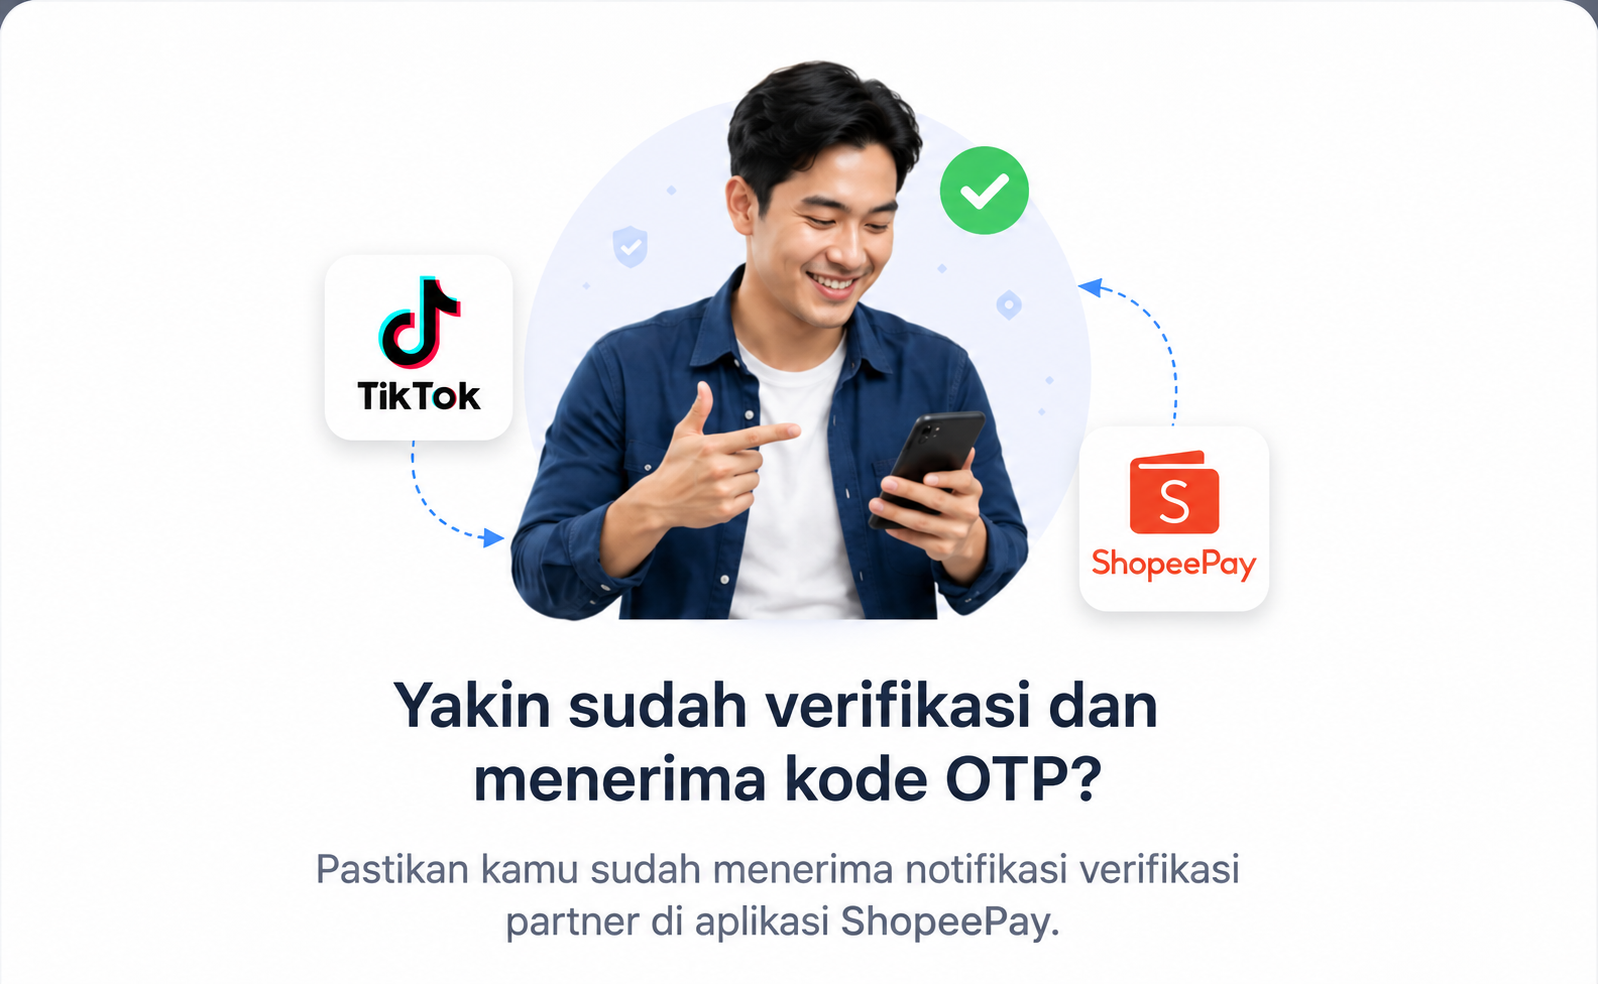 TikTok
S
ShopeePay
Yakin sudah verifikasi dan
menerima kode OTP?
Pastikan kamu sudah menerima notifikasi verifikasi
partner di aplikasi ShopeePay.